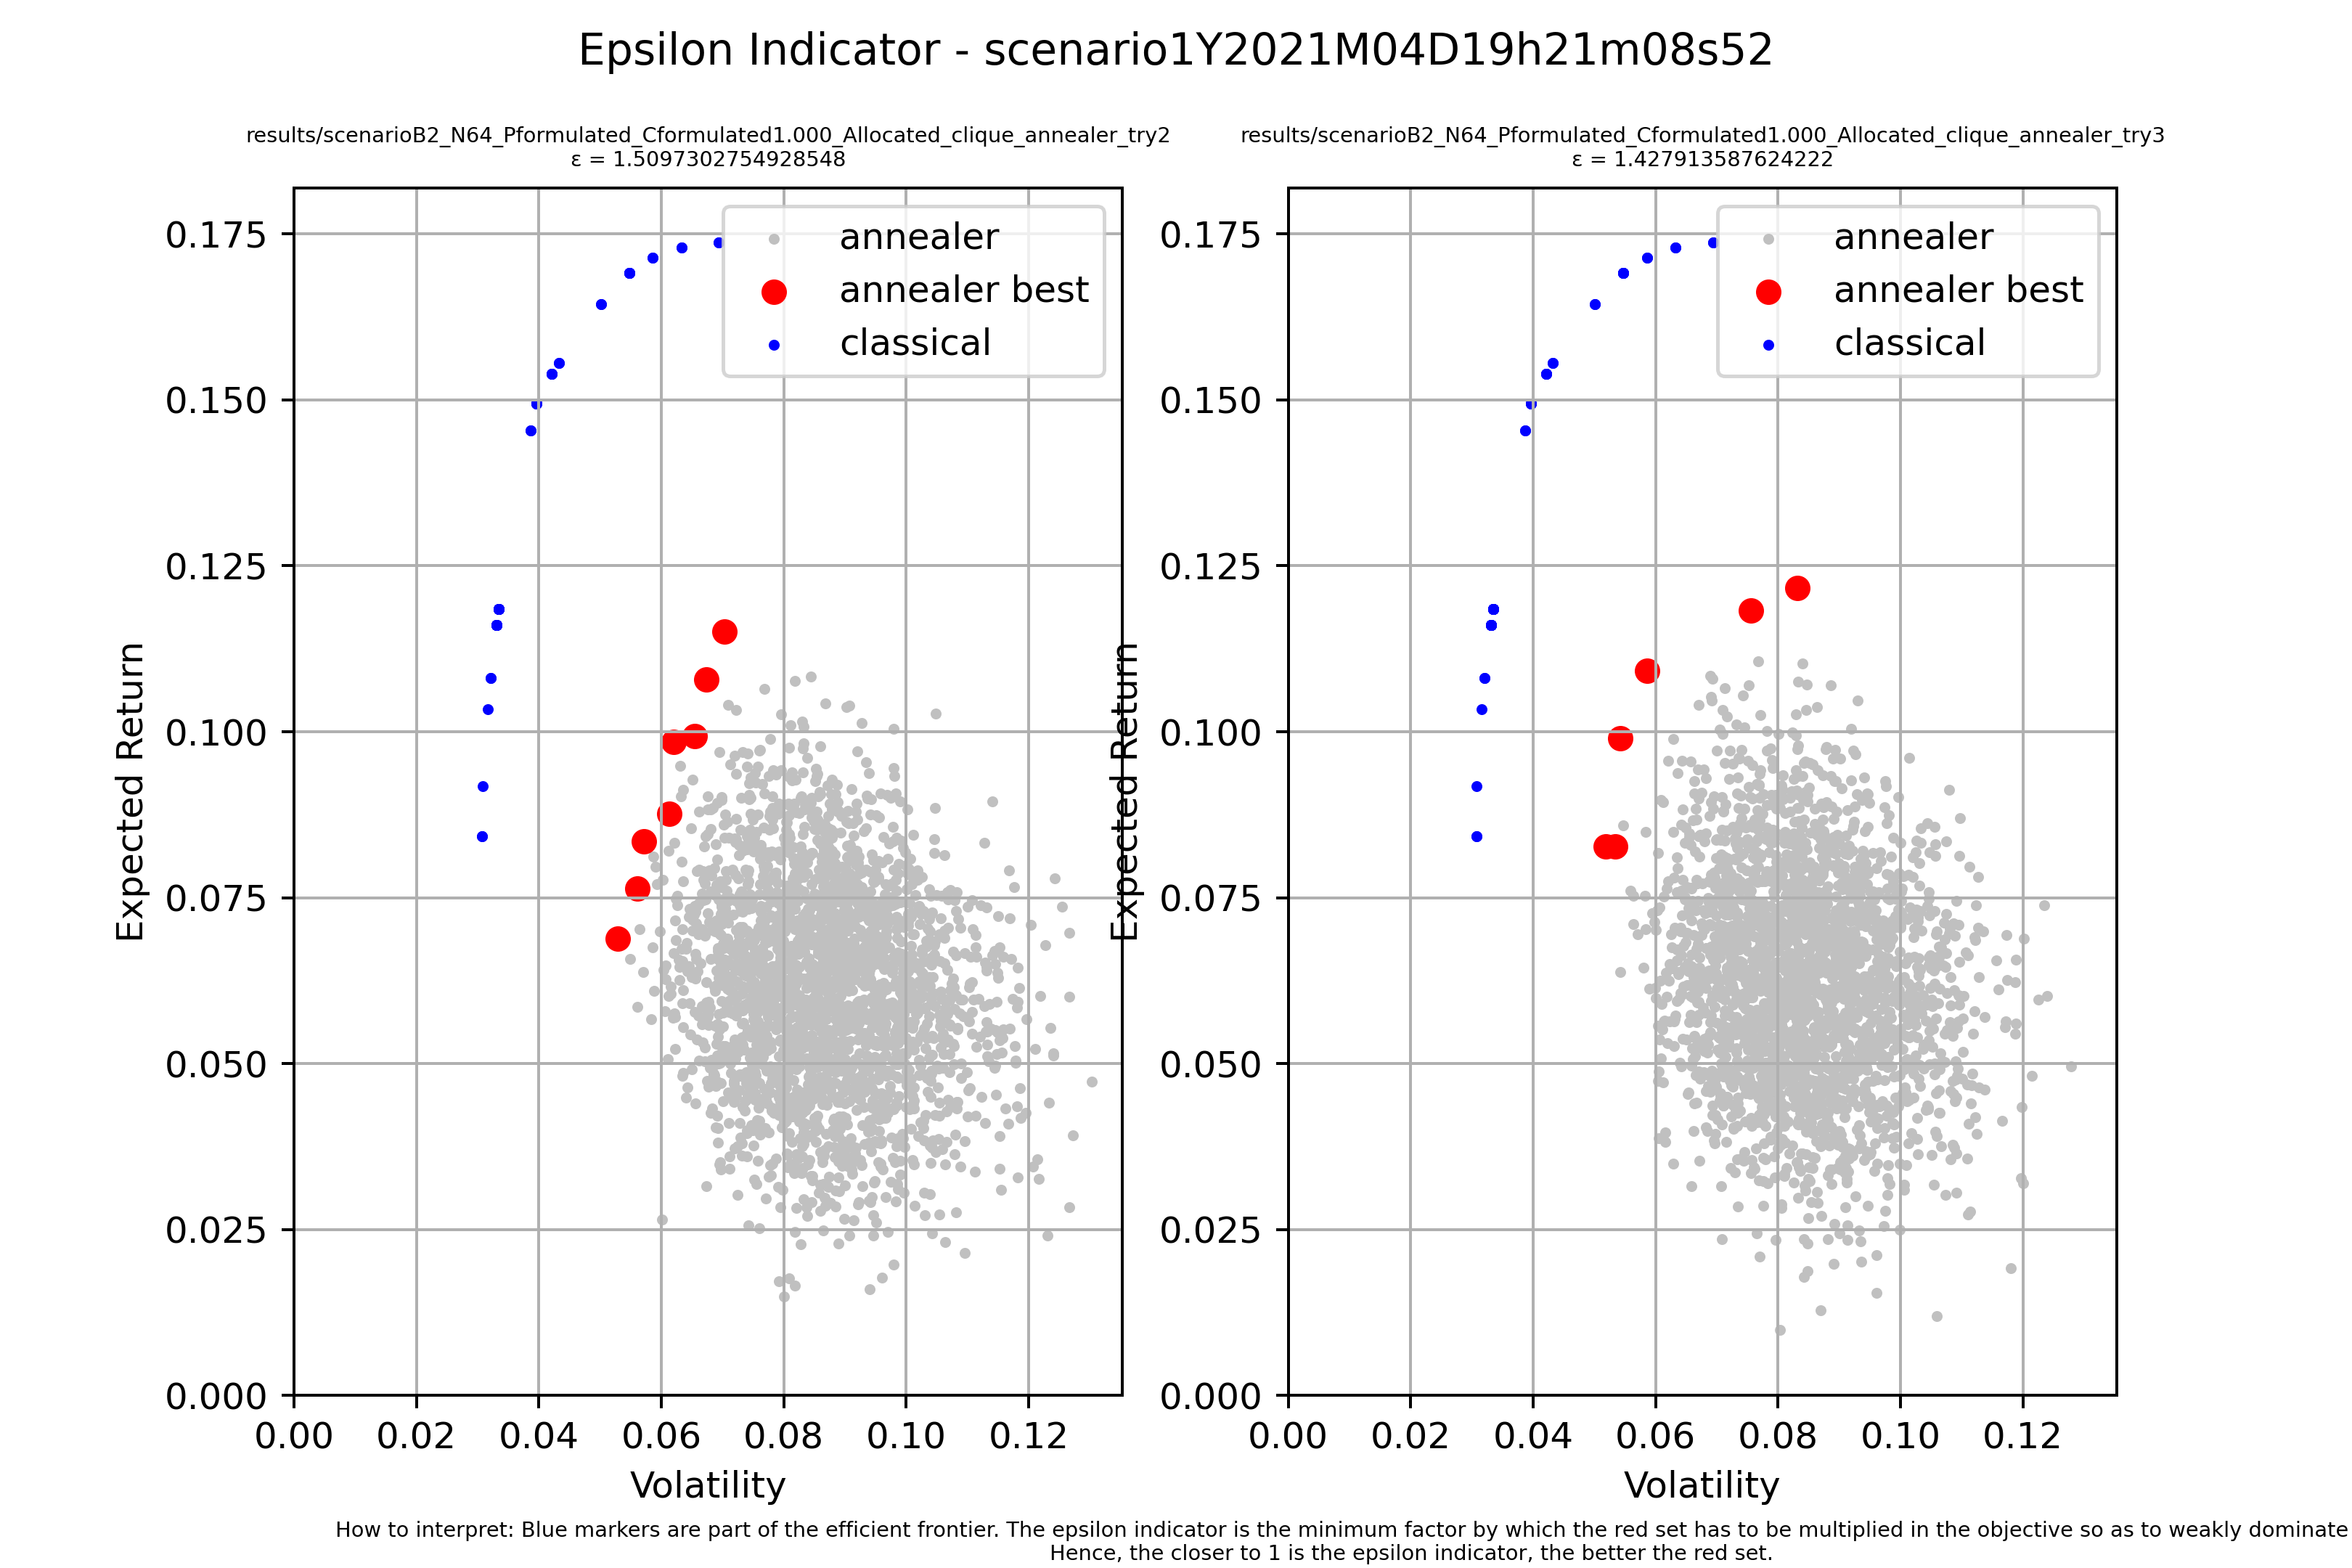 Epsilon Indicator - scenario1Y2021M04D19h21m08s52
results/scenarioB2_N64_Pformulated_Cformulated1.000_Allocated_clique_annealer_try2
ε = 1.5097302754928548
annealer
annealer best
classical
0.175
0.150
0.125
0.100
0.075
0.050
0.025
0.000
Expected Return
0.00 0.02 0.04 0.06 0.08 0.10 0.12
Volatility
results/scenarioB2_N64_Pformulated_Cformulated1.000_Allocated_clique_annealer_try3
ε = 1.427913587624222
annealer
annealer best
classical
0.175
0.150
0.125
0.100
0.075
0.050
0.025
0.000
Expected Return
0.00 0.02 0.04 0.06 0.08 0.10 0.12
Volatility
How to interpret: Blue markers are part of the efficient frontier. The epsilon indicator is the minimum factor by which the red set has to be multiplied in the objective so as to weakly dominate
Hence, the closer to 1 is the epsilon indicator, the better the red set.